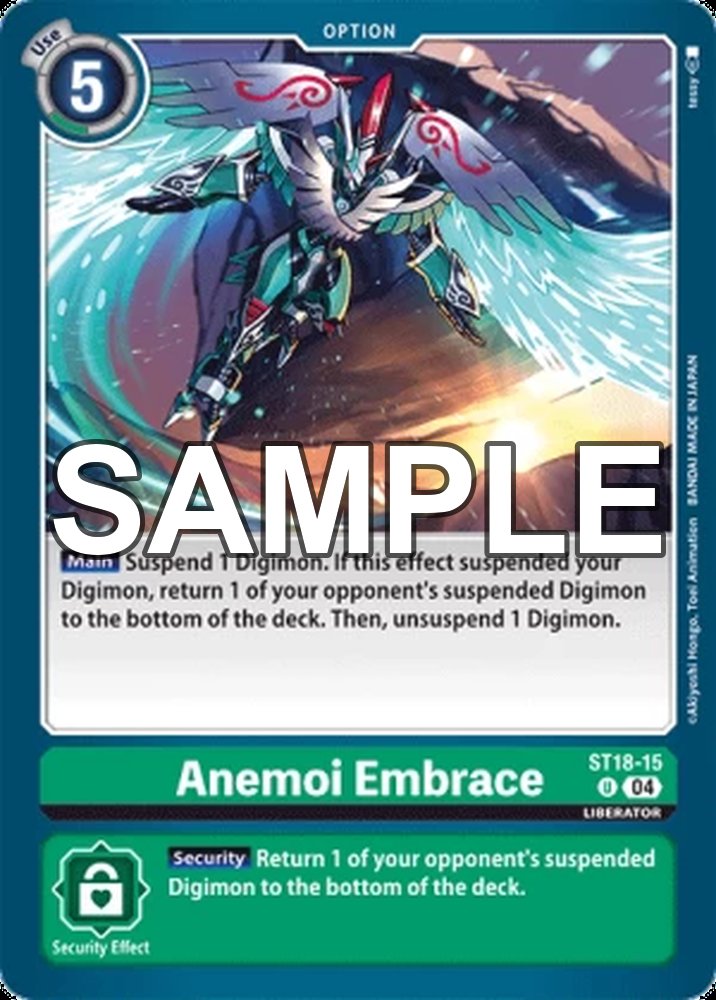 Use
5
OPTION
tessy
SAMPLE
Main Suspend 1 Digimon. If this effect suspended your
Digimon, return 1 of your opponent's suspended Digimon
to the bottom of the deck. Then, unsuspend 1 Digimon.
©Akiyoshi Hongo, Toei Animation BANDAI MADE IN JAPAN
Anemoi Embrace
ST18-15
U 04
LIBERATOR
Security Return 1 of your opponent's suspended
Digimon to the bottom of the deck.
Security Effect